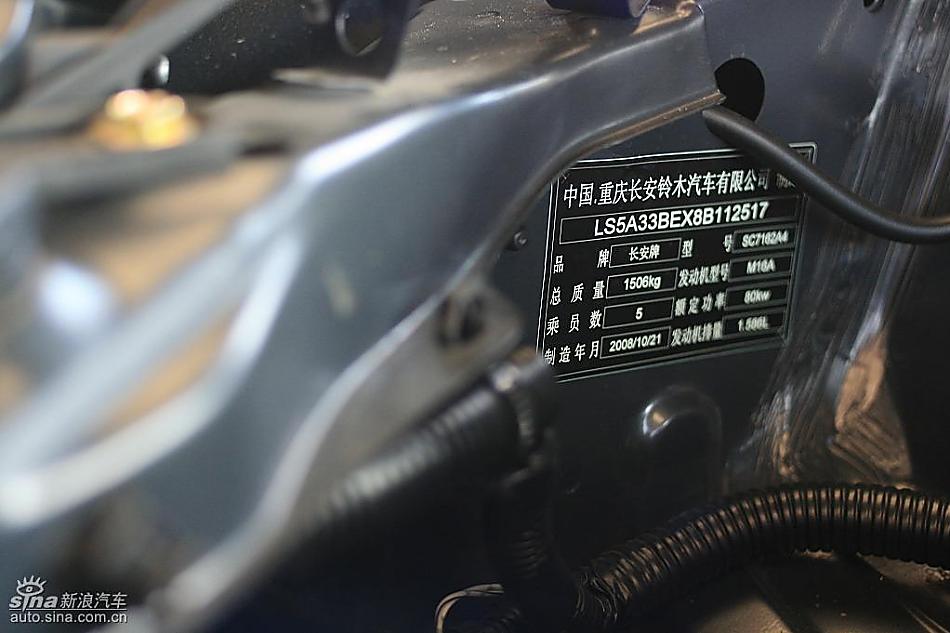 中国.重庆长安铃木汽车有限公司
LS5A33BEX8B112517
品 牌 长安牌 型 号 SC7162A4
总质量 1506kg 发动机型号 M16A
乘员数 5 额定功率 80kw
制造年月 2008/10/21 发动机排量 1.586L
sina新浪汽车
auto.sina.com.cn